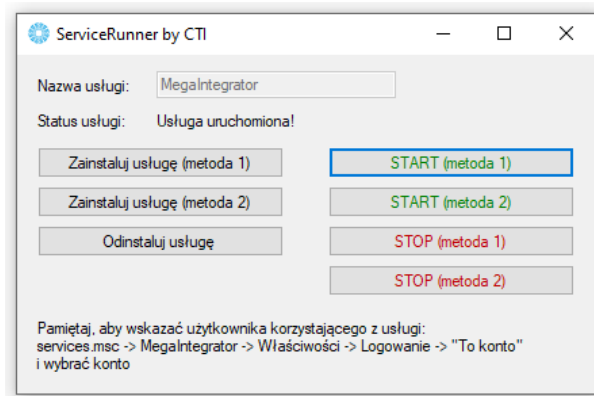 ServiceRunner by CTI
Nazwa usługi: MegaIntegrator
Status usługi: Usługa uruchomiona!
Zainstaluj usługę (metoda 1) START (metoda 1)
Zainstaluj usługę (metoda 2) START (metoda 2)
Odinstaluj usługę STOP (metoda 1)
STOP (metoda 2)
Pamiętaj, aby wskazać użytkownika korzystającego z usługi:
services.msc -> MegaIntegrator -> Właściwości -> Logowanie -> "To konto"
i wybrać konto